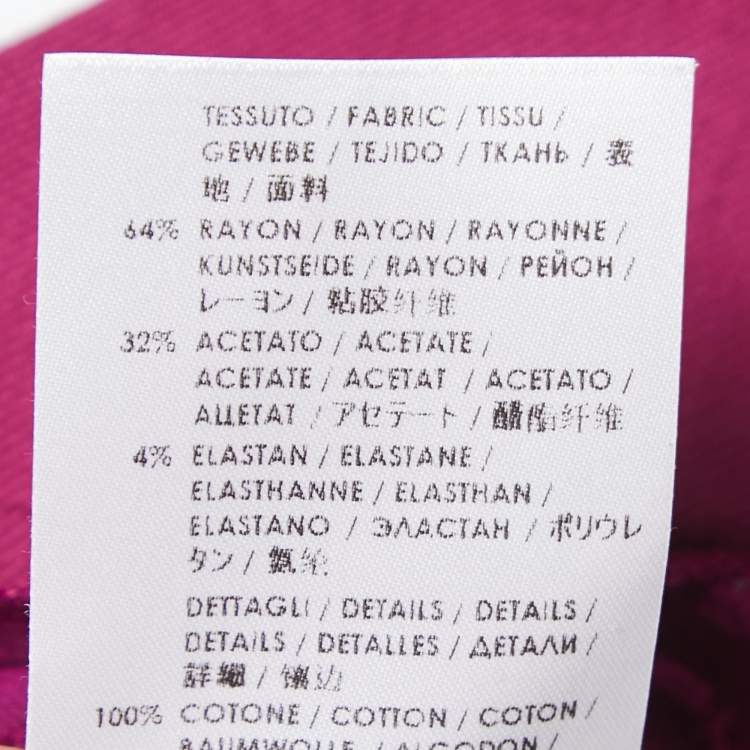 TESSUTO / FABRIC / TISSU /
GEWEBE / TEJIDO / ТКАНЬ / 表
地 / 面料
64% RAYON / RAYON / RAYONNE /
KUNSTSEIDE / RAYON / РЕЙОН /
レーヨン / 粘胶纤维
32% ACETATO / ACETATE /
ACETATE / ACETAT / ACETATO /
АЦЕТАТ / アセテート / 醋酯纤维
4% ELASTAN / ELASTANE /
ELASTHANNE / ELASTHAN /
ELASTANO / ЭЛАСТАН / ポリウレ
タン / 氨纶
DETTAGLI / DETAILS / DETAILS /
DETAILS / DETALLES / ДЕТАЛИ /
詳細 / 镶边
100% COTONE / COTTON / COTON /
BAUMWOLLE / ALGODON /